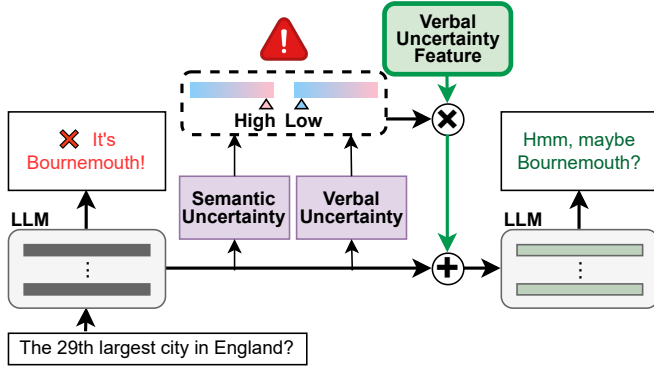 Verbal
Uncertainty
Feature
!
High Low
It's
Bournemouth!
Hmm, maybe
Bournemouth?
Semantic
Uncertainty
Verbal
Uncertainty
LLM
LLM
The 29th largest city in England?